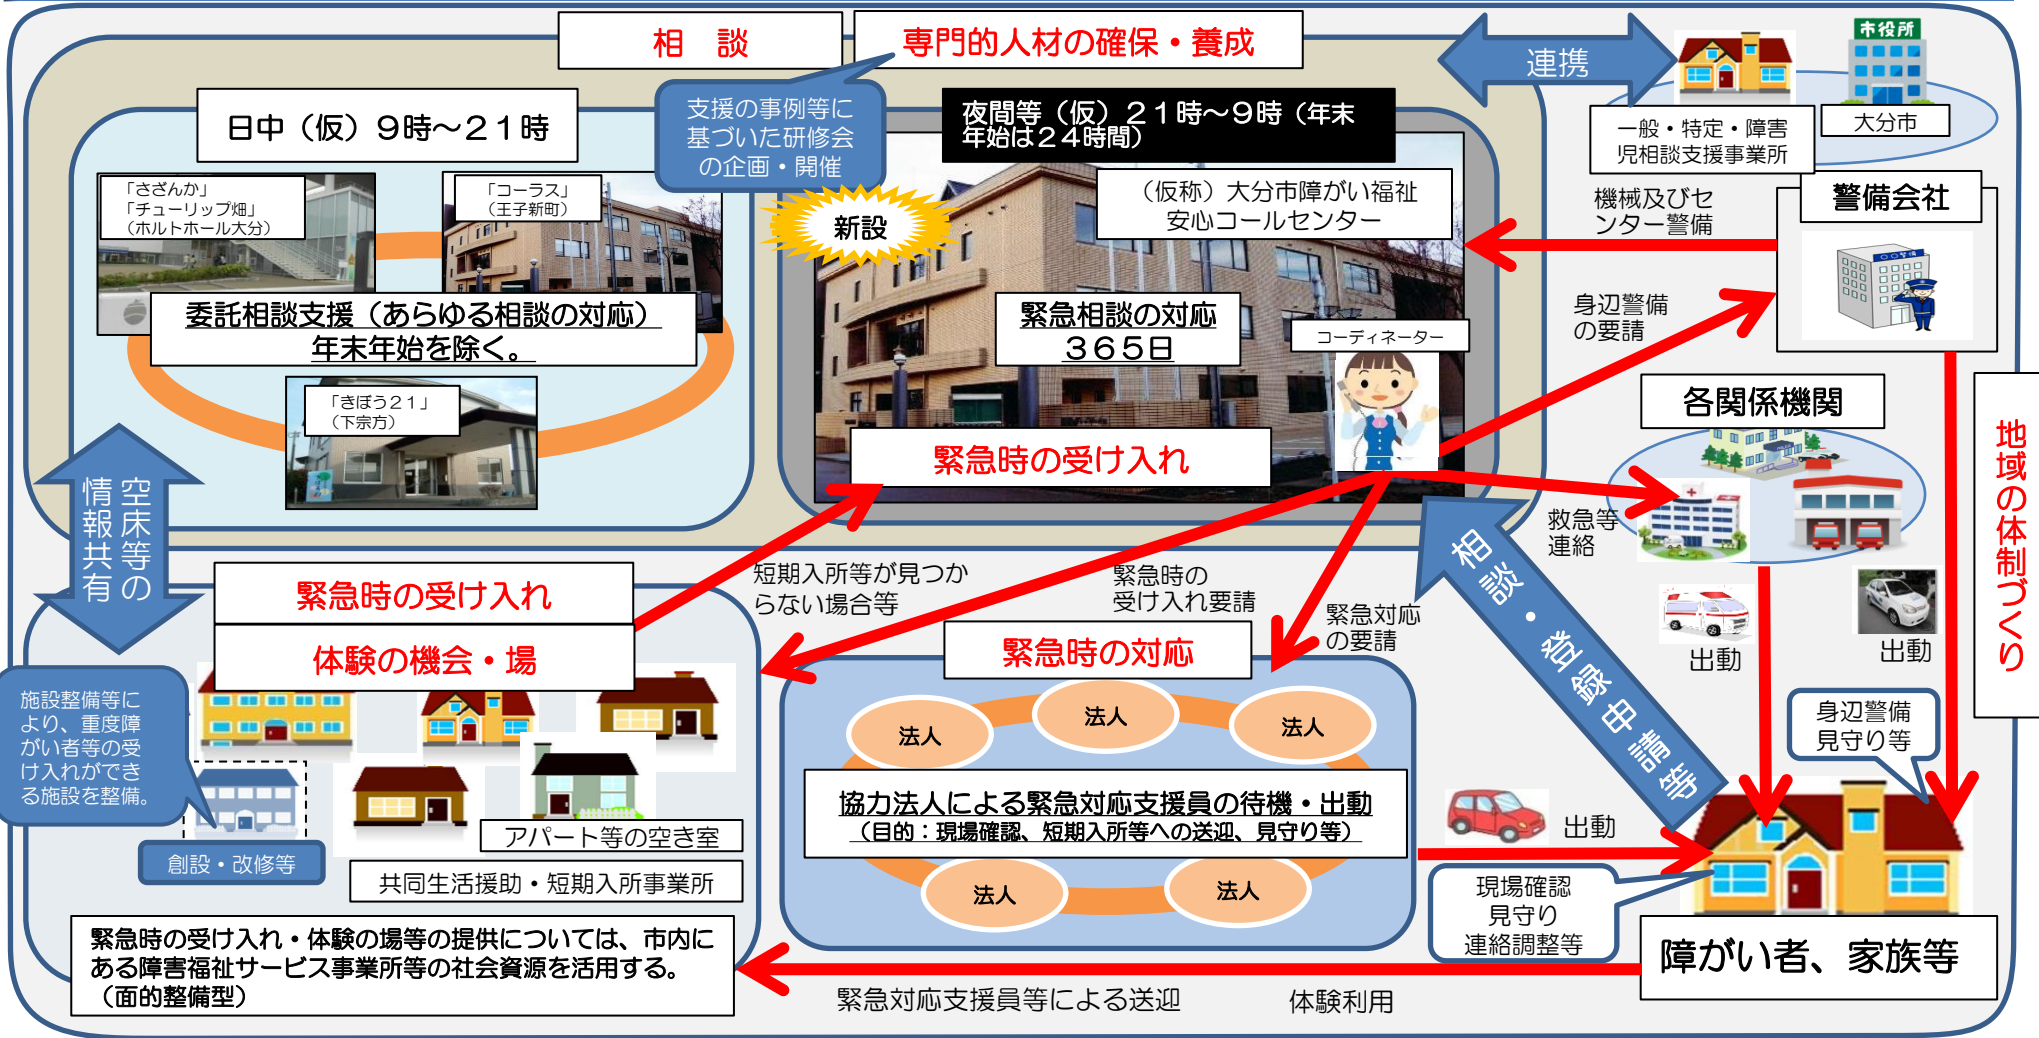 相　談
専門的人材の確保・養成
連携
市役所
大分市
一般・特定・障害
児相談支援事業所
日中（仮）９時～２１時
支援の事例等に
基づいた研修会
の企画・開催
夜間等（仮）２１時～９時（年末
年始は２４時間）
「さざんか」
「チューリップ畑」
（ホルトホール大分）
「コーラス」
（王子新町）
新設
（仮称）大分市障がい福祉
安心コールセンター
機械及びセ
ンター警備
警備会社
〇〇警備
委託相談支援（あらゆる相談の対応）
年末年始を除く。
緊急相談の対応
３６５日
コーディネーター
身辺警備
の要請
「きぼう２１」
（下宗方）
緊急時の受け入れ
各関係機関
地域の体制づくり
空床等の
情報共有
救急等
連絡
相談・登録申請等
緊急時の受け入れ
体験の機会・場
短期入所等が見つか
らない場合等
緊急時の
受け入れ要請
緊急対応
の要請
出動
出動
緊急時の対応
施設整備等に
より、重度障
がい者等の受
け入れができ
る施設を整備。
法人
法人
法人
身辺警備
見守り等
協力法人による緊急対応支援員の待機・出動
（目的：現場確認、短期入所等への送迎、見守り等）
出動
アパート等の空き室
創設・改修等
共同生活援助・短期入所事業所
法人
法人
現場確認
見守り
連絡調整等
緊急時の受け入れ・体験の場等の提供については、市内に
ある障害福祉サービス事業所等の社会資源を活用する。
（面的整備型）
障がい者、家族等
緊急対応支援員等による送迎
体験利用